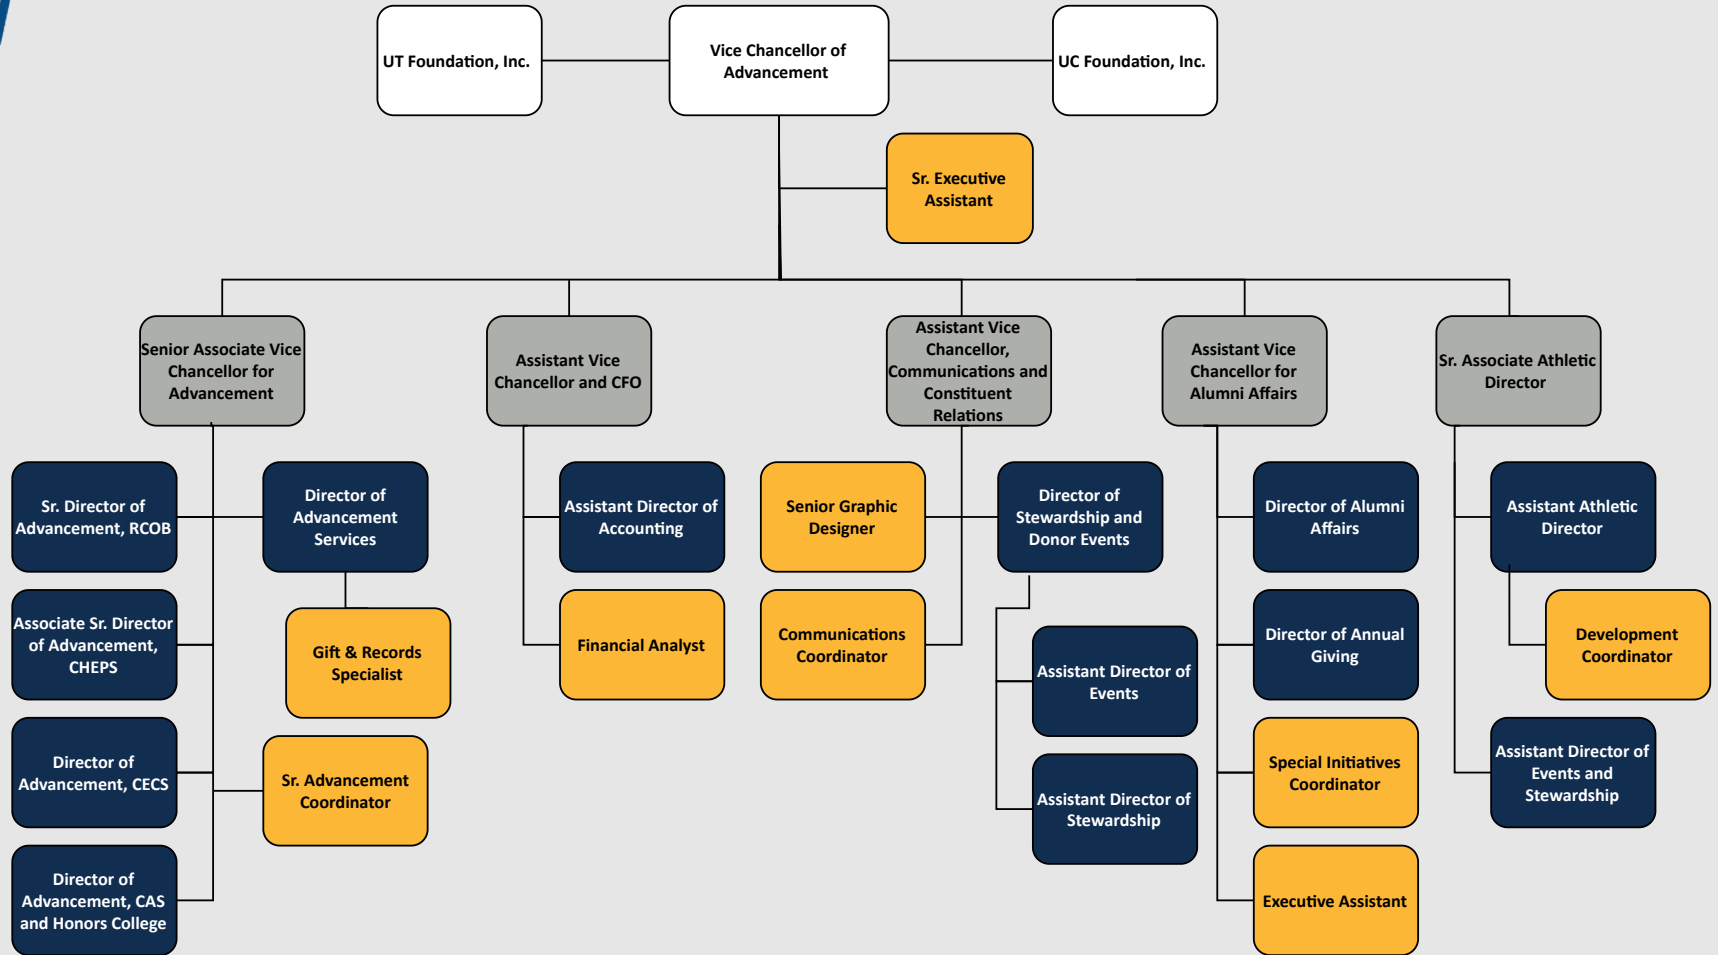 UT Foundation, Inc.
Vice Chancellor of
Advancement
UC Foundation, Inc.
Sr. Executive
Assistant
Senior Associate Vice
Chancellor for
Advancement
Assistant Vice
Chancellor and CFO
Assistant Vice
Chancellor,
Communications and
Constituent
Relations
Assistant Vice
Chancellor for
Alumni Affairs
Sr. Associate Athletic
Director
Sr. Director of
Advancement, RCOB
Director of
Advancement
Services
Associate Sr. Director
of Advancement,
CHEPS
Gift & Records
Specialist
Director of
Advancement, CECS
Sr. Advancement
Coordinator
Director of
Advancement, CAS
and Honors College
Assistant Director of
Accounting
Financial Analyst
Senior Graphic
Designer
Director of
Stewardship and
Donor Events
Communications
Coordinator
Assistant Director of
Events
Assistant Director of
Stewardship
Director of Alumni
Affairs
Director of Annual
Giving
Special Initiatives
Coordinator
Executive Assistant
Assistant Athletic
Director
Development
Coordinator
Assistant Director of
Events and
Stewardship